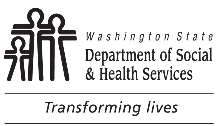 Washington State
Department of Social
& Health Services
Transforming lives